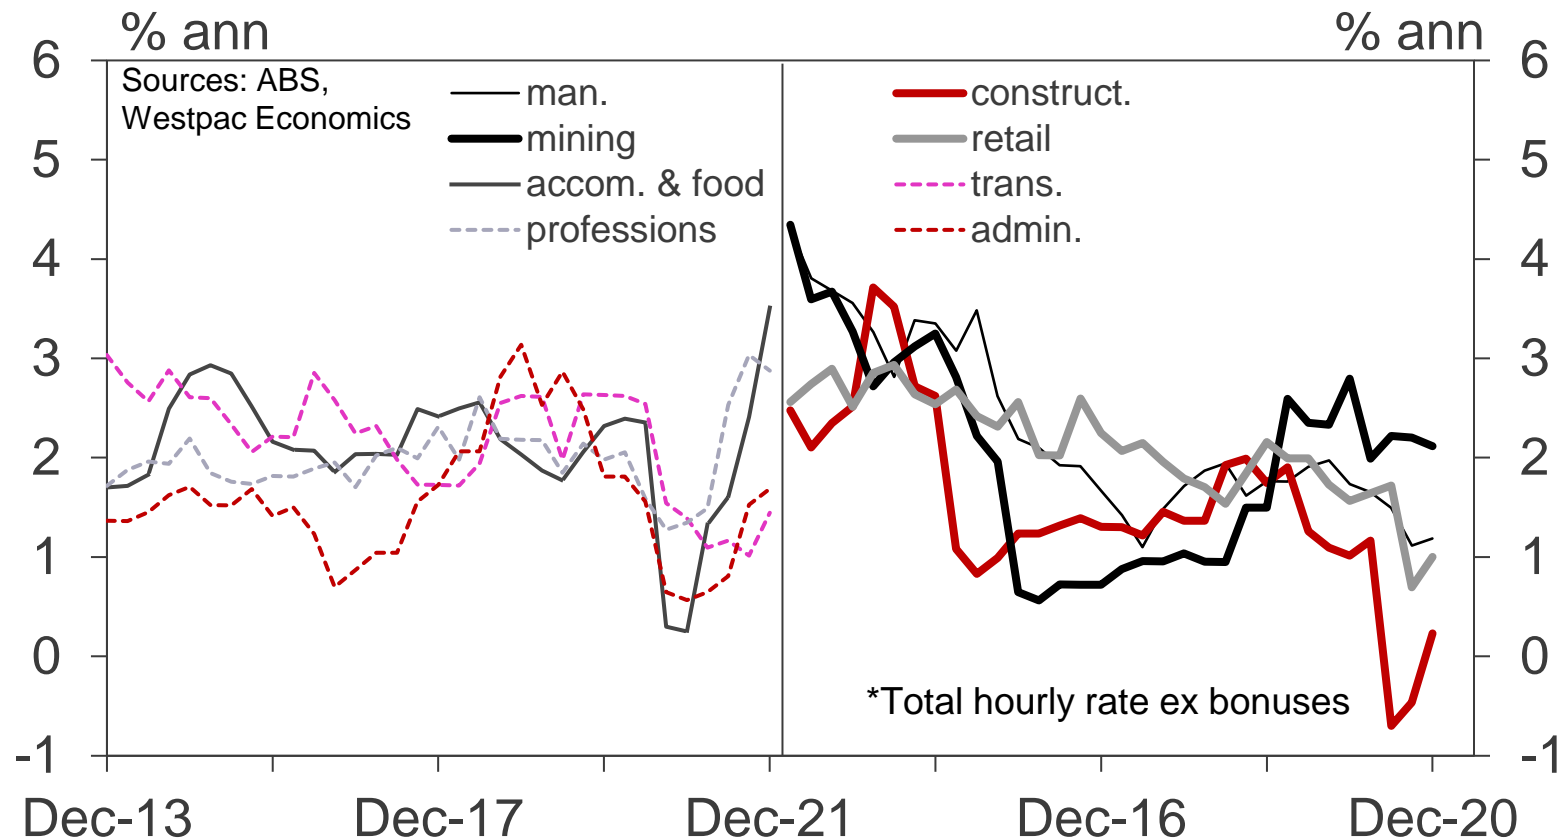 % ann
% ann
6
5
4
3
2
1
0
-1
6
5
4
3
2
1
0
-1
Sources: ABS,
Westpac Economics
man.
mining
accom. & food
professions
construct.
retail
trans.
admin.
*Total hourly rate ex bonuses
Dec-13
Dec-17
Dec-21
Dec-16
Dec-20